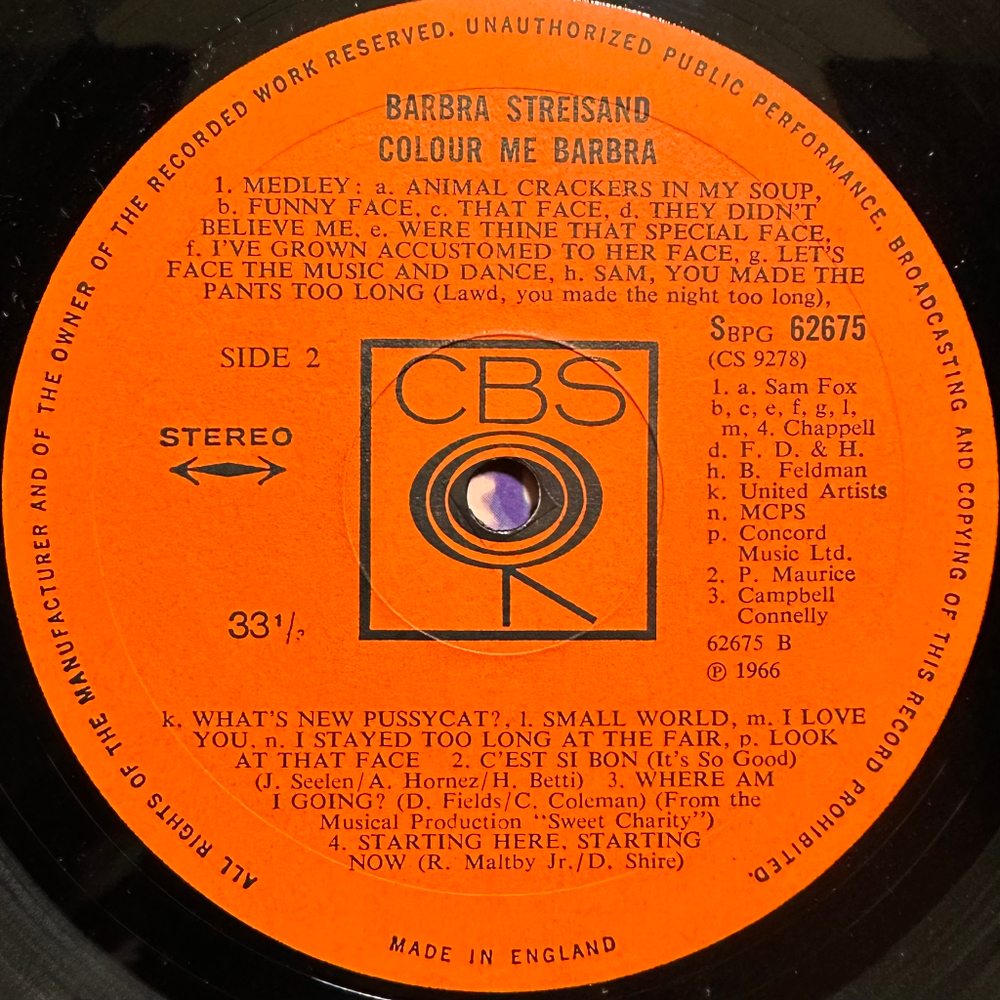 ALL RIGHTS OF THE MANUFACTURER AND OF THE OWNER OF THE RECORDED WORK RESERVED. UNAUTHORIZED PUBLIC PERFORMANCE, BROADCASTING AND COPYING OF THIS RECORD PROHIBITED.
BARBRA STREISAND
COLOUR ME BARBRA
1. MEDLEY: a. ANIMAL CRACKERS IN MY SOUP,
b. FUNNY FACE, c. THAT FACE, d. THEY DIDN'T
BELIEVE ME, e. WERE THINE THAT SPECIAL FACE,
f. I'VE GROWN ACCUSTOMED TO HER FACE, g. LET'S
FACE THE MUSIC AND DANCE, h. SAM, YOU MADE THE
PANTS TOO LONG (Lawd, you made the night too long),
SBPG 62675
(CS 9278)
SIDE 2
CBS
STEREO
33⅓
1. a. Sam Fox
b, c, e, f, g, l,
m, 4. Chappell
d. F. D. & H.
h. B. Feldman
k. United Artists
n. MCPS
p. Concord
Music Ltd.
2. P. Maurice
3. Campbell
Connelly
62675 B
℗ 1966
k. WHAT'S NEW PUSSYCAT?, l. SMALL WORLD, m. I LOVE
YOU, n. I STAYED TOO LONG AT THE FAIR, p. LOOK
AT THAT FACE 2. C'EST SI BON (It's So Good)
(J. Seelen/A. Hornez/H. Betti) 3. WHERE AM
I GOING? (D. Fields/C. Coleman) (From the
Musical Production "Sweet Charity")
4. STARTING HERE, STARTING
NOW (R. Maltby Jr./D. Shire)
MADE IN ENGLAND